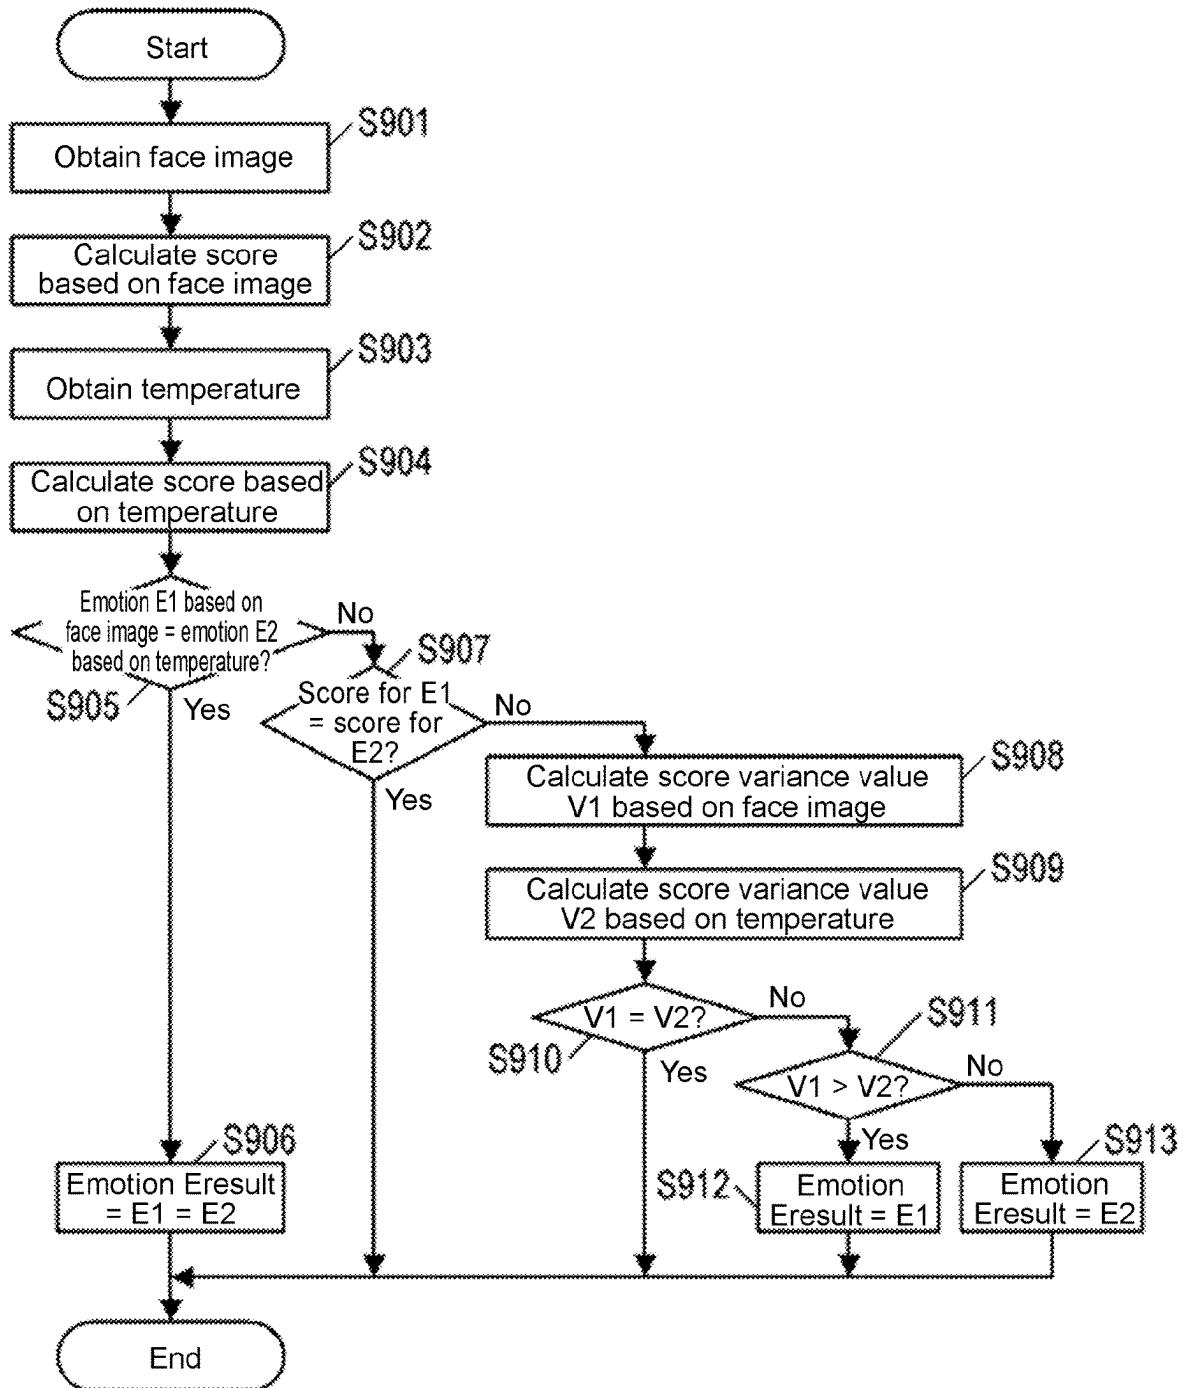 Start
S901
Obtain face image
S902
Calculate score
based on face image
S903
Obtain temperature
S904
Calculate score based
on temperature
Emotion E1 based on
face image = emotion E2
based on temperature?
No
S905
Yes
S907
Score for E1
= score for
E2?
No
Yes
S908
Calculate score variance value
V1 based on face image
S909
Calculate score variance value
V2 based on temperature
V1 = V2?
No
S910
Yes
S911
V1 > V2?
No
Yes
S906
Emotion Eresult
= E1 = E2
S912
Emotion
Eresult = E1
S913
Emotion
Eresult = E2
End